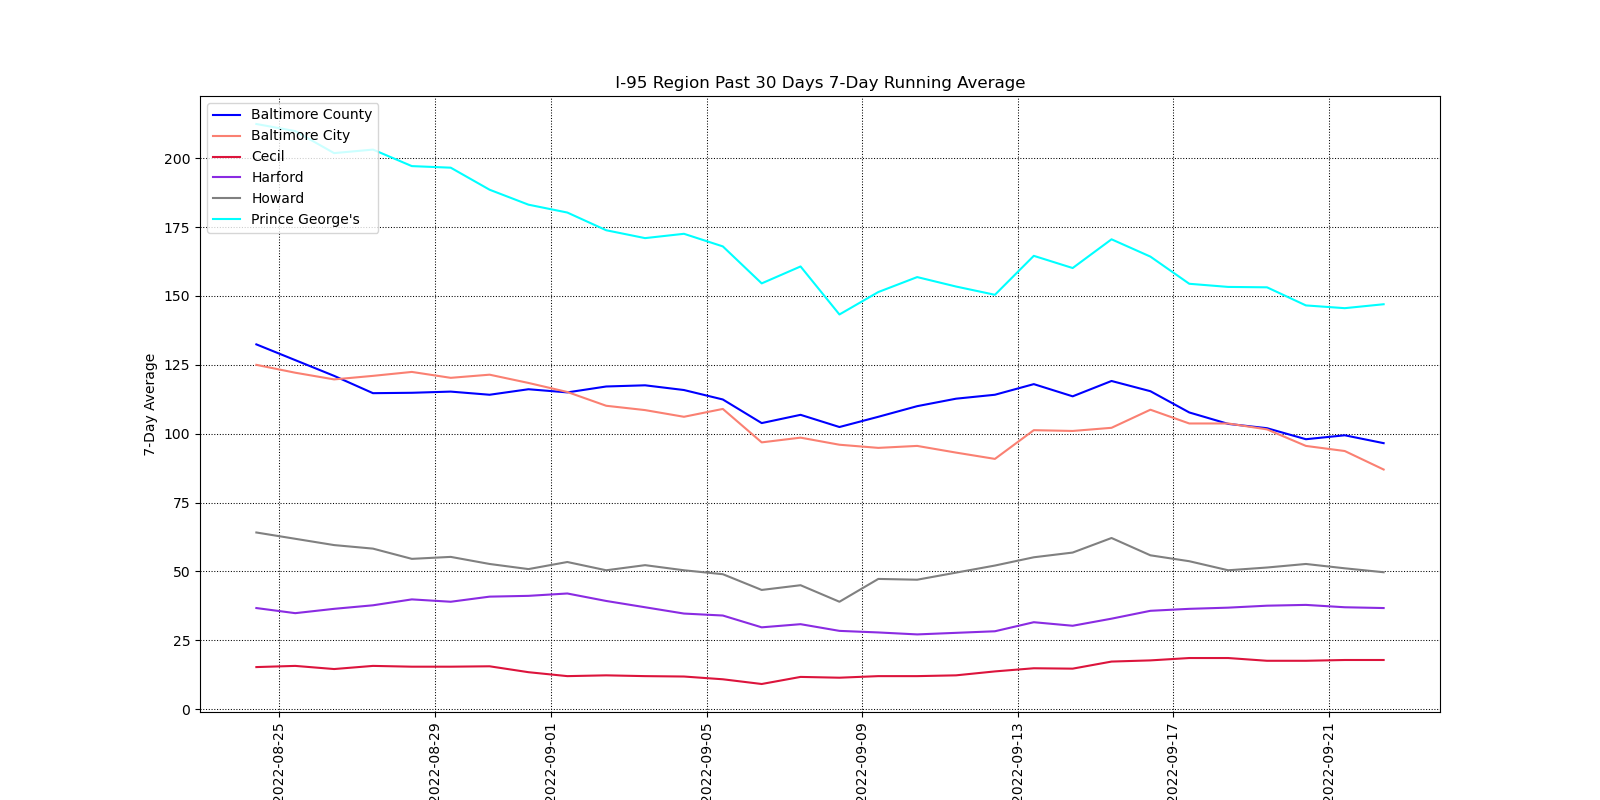 I-95 Region Past 30 Days 7-Day Running Average
Baltimore County
Baltimore City
Cecil
Harford
Howard
Prince George's
200
175
150
125
100
75
50
25
0
7-Day Average
2022-08-25
2022-08-29
2022-09-01
2022-09-05
2022-09-09
2022-09-13
2022-09-17
2022-09-21